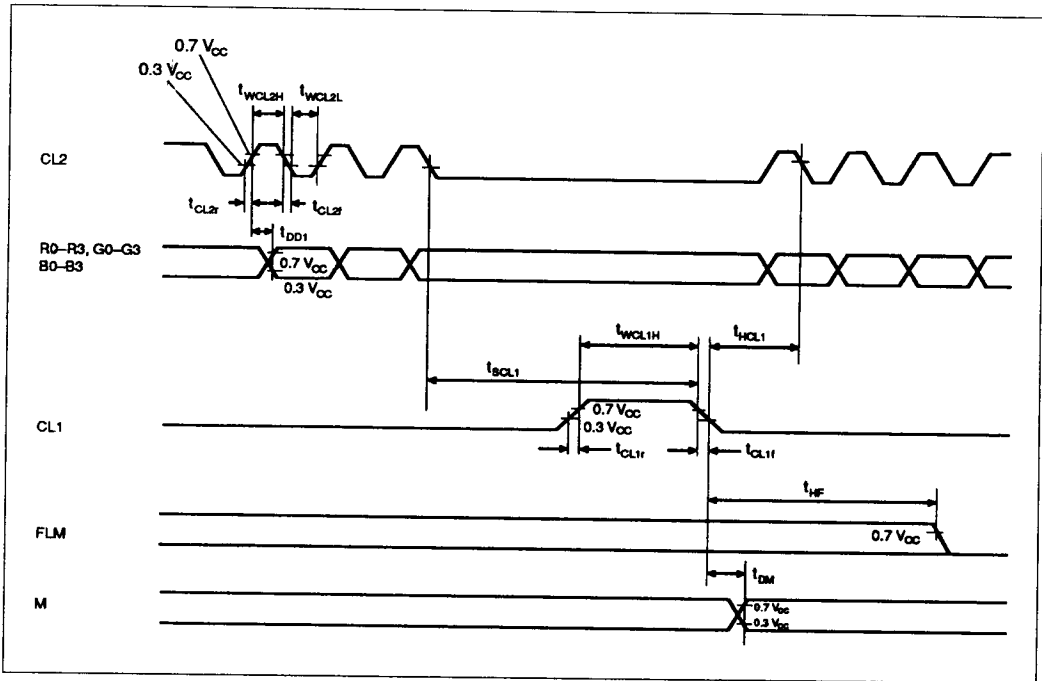 0.7 VCC
0.3 VCC
tWCL2H tWCL2L
CL2
tCL2r tCL2f
tDD1
R0–R3, G0–G3
B0–B3
0.7 VCC
0.3 VCC
tWCL1H tHCL1
tSCL1
CL1
0.7 VCC
0.3 VCC
tCL1r tCL1f
tHF
FLM
0.7 VCC
tDM
M
0.7 VCC
0.3 VCC